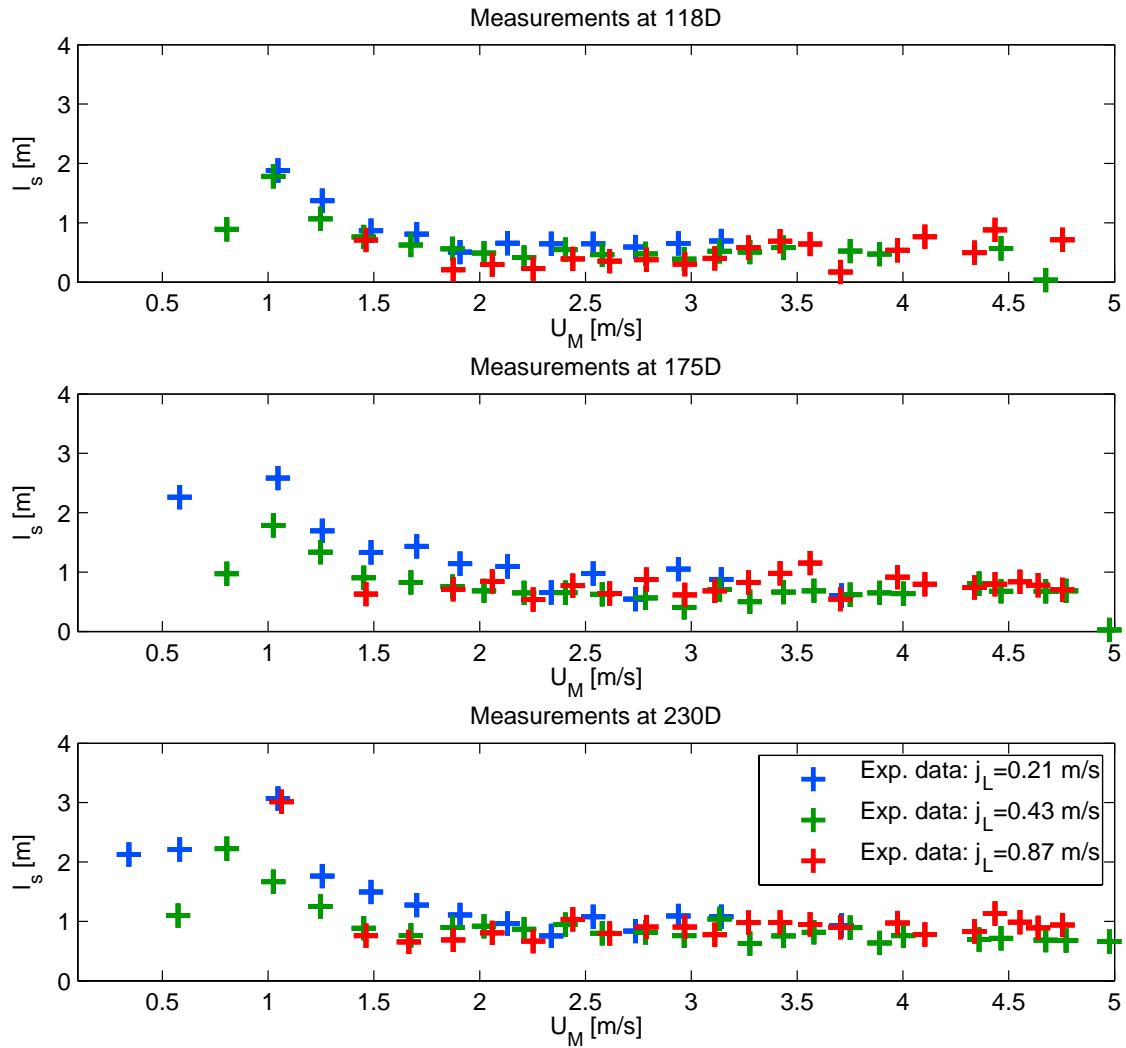 Measurements at 118D
4
3
2
1
0
l_s [m]
0.5 1 1.5 2 2.5 3 3.5 4 4.5 5
U_M [m/s]
Measurements at 175D
4
3
2
1
0
l_s [m]
0.5 1 1.5 2 2.5 3 3.5 4 4.5 5
U_M [m/s]
Measurements at 230D
4
3
2
1
0
l_s [m]
Exp. data: j_L=0.21 m/s
Exp. data: j_L=0.43 m/s
Exp. data: j_L=0.87 m/s
0.5 1 1.5 2 2.5 3 3.5 4 4.5 5
U_M [m/s]